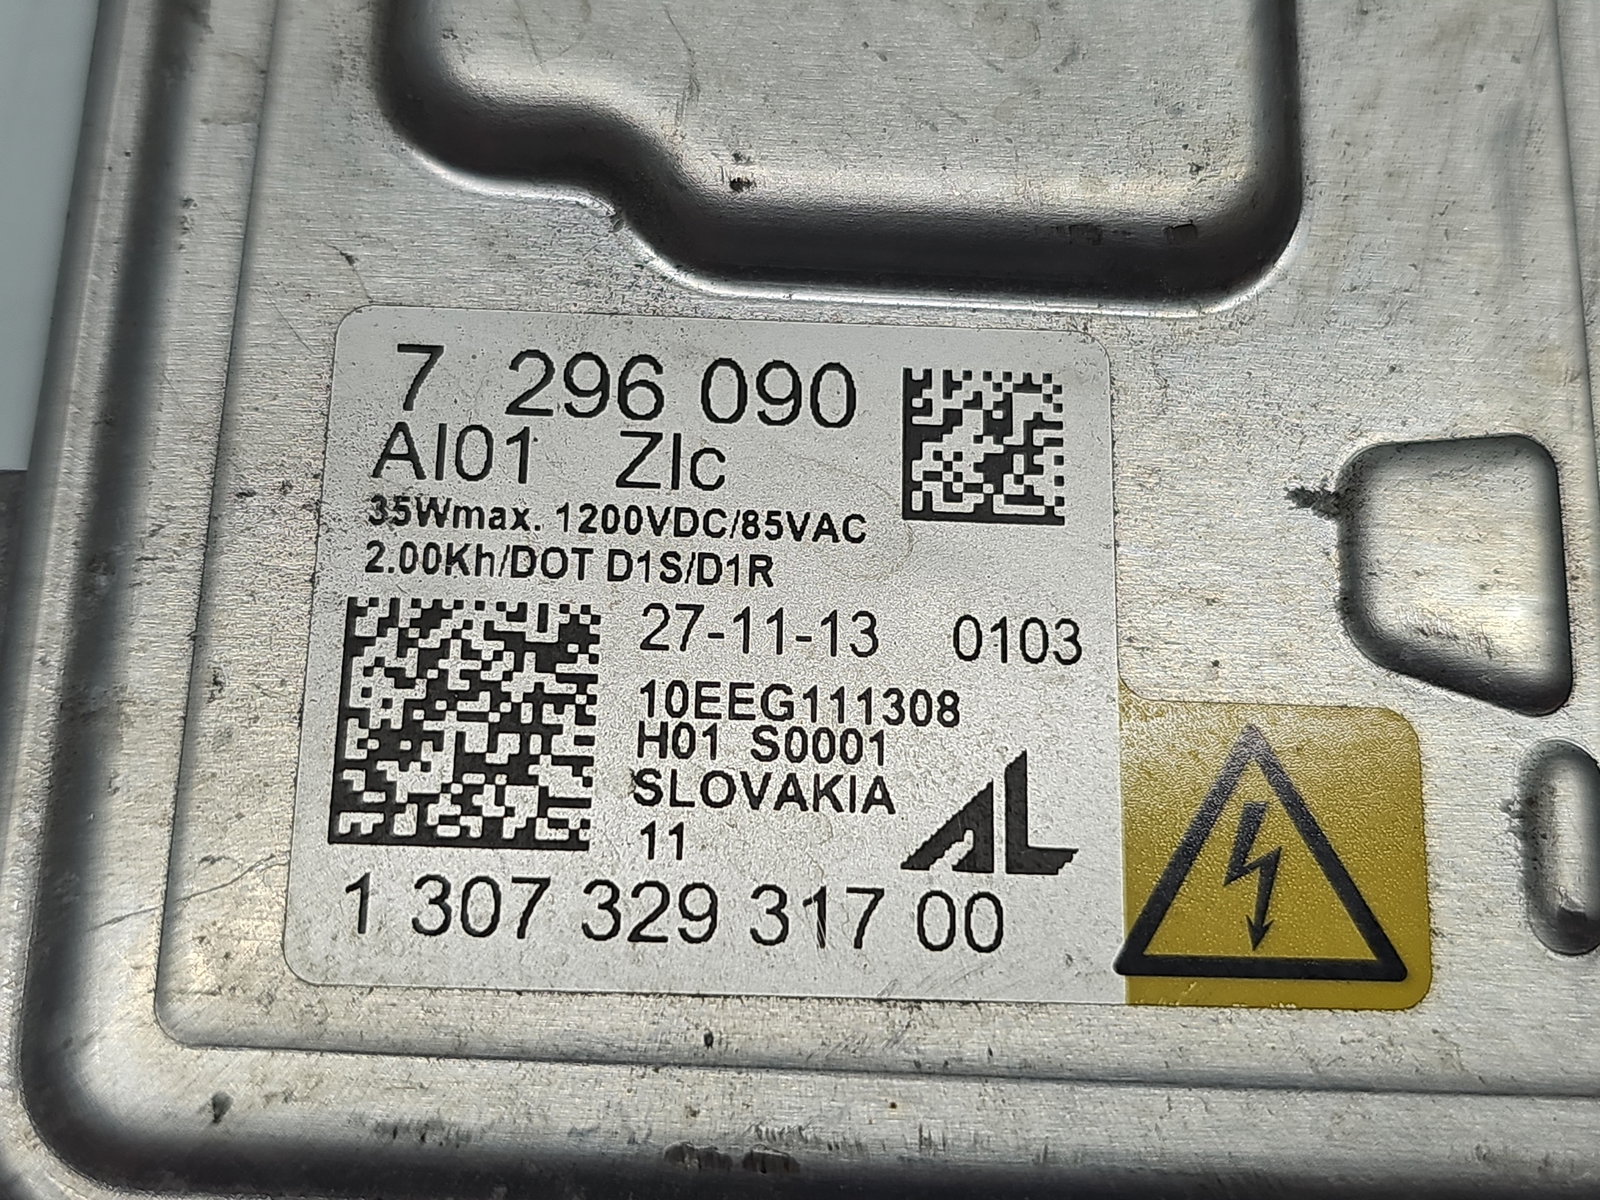 7 296 090
AI01 ZIc
35Wmax. 1200VDC/85VAC
2.00Kh/DOT D1S/D1R
27-11-13 0103
10EEG111308
H01 S0001
SLOVAKIA
11
AL
1 307 329 317 00